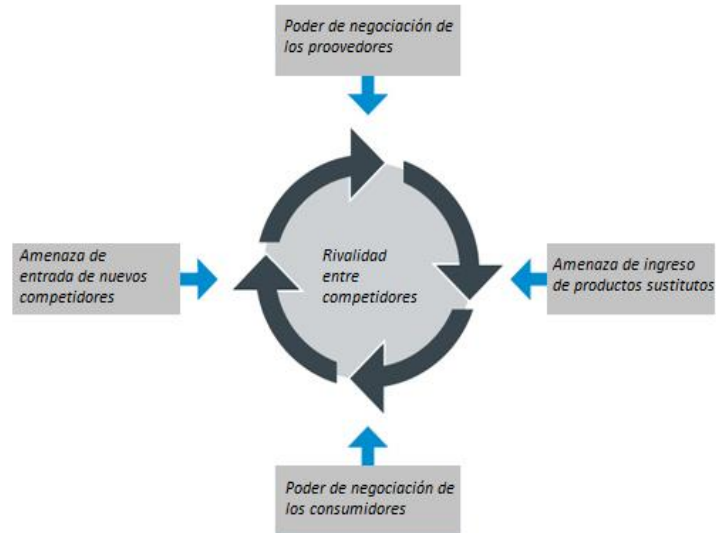 Poder de negociación de
los proovedores
Amenaza de
entrada de nuevos
competidores
Rivalidad
entre
competidores
Amenaza de ingreso
de productos sustitutos
Poder de negociación de
los consumidores